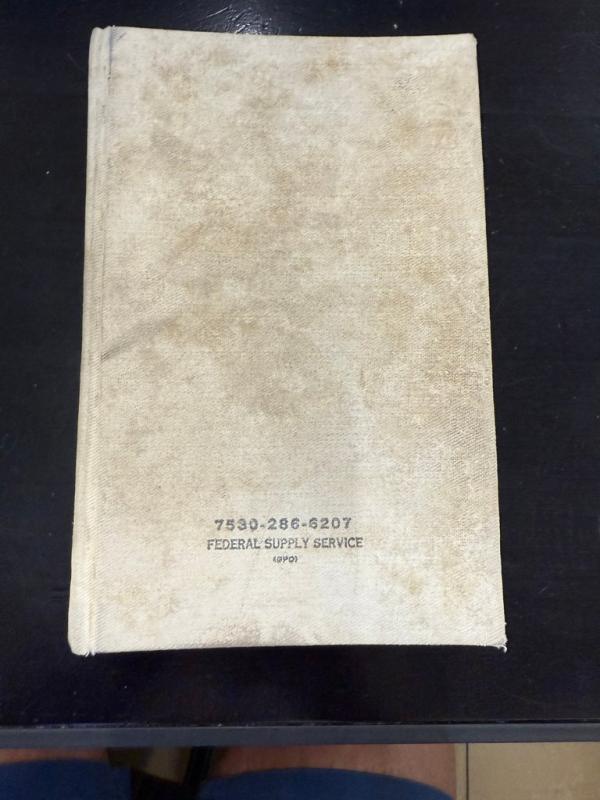 7530-286-6207
FEDERAL SUPPLY SERVICE
(GPO)